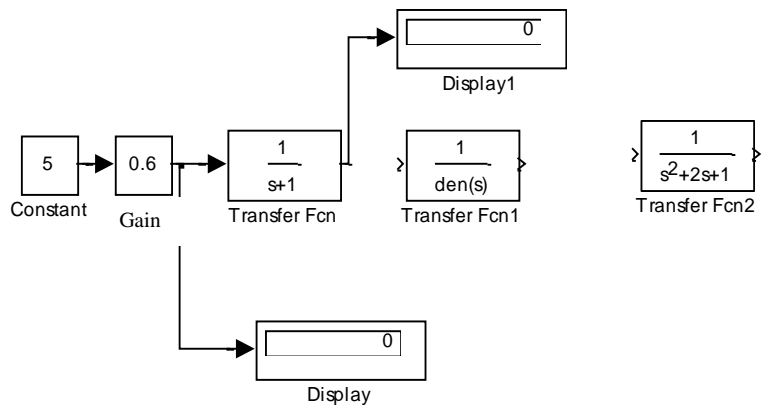 0
Display1
5
Constant
0.6
Gain
1
s+1
Transfer Fcn
1
den(s)
Transfer Fcn1
1
s²+2s+1
Transfer Fcn2
0
Display